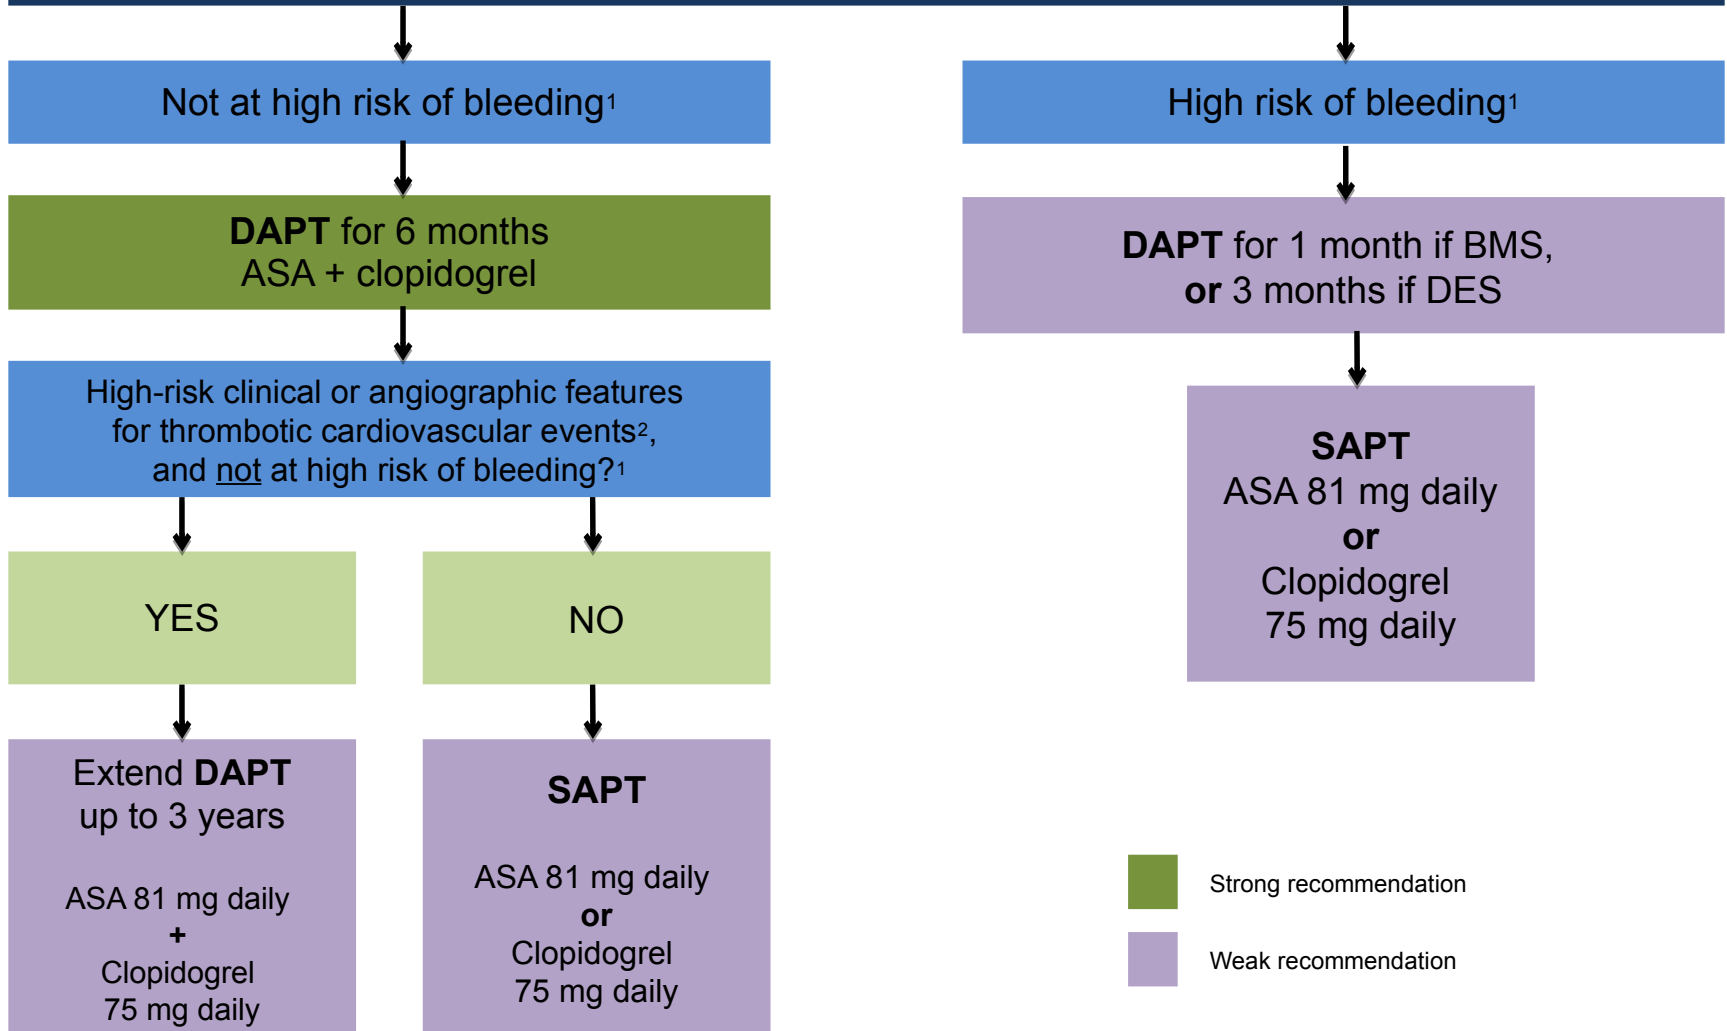 Not at high risk of bleeding¹
DAPT for 6 months
ASA + clopidogrel
High-risk clinical or angiographic features
for thrombotic cardiovascular events²,
and not at high risk of bleeding?¹
YES
NO
Extend DAPT
up to 3 years
ASA 81 mg daily
+
Clopidogrel
75 mg daily
SAPT
ASA 81 mg daily
or
Clopidogrel
75 mg daily
High risk of bleeding¹
DAPT for 1 month if BMS,
or 3 months if DES
SAPT
ASA 81 mg daily
or
Clopidogrel
75 mg daily
Strong recommendation
Weak recommendation